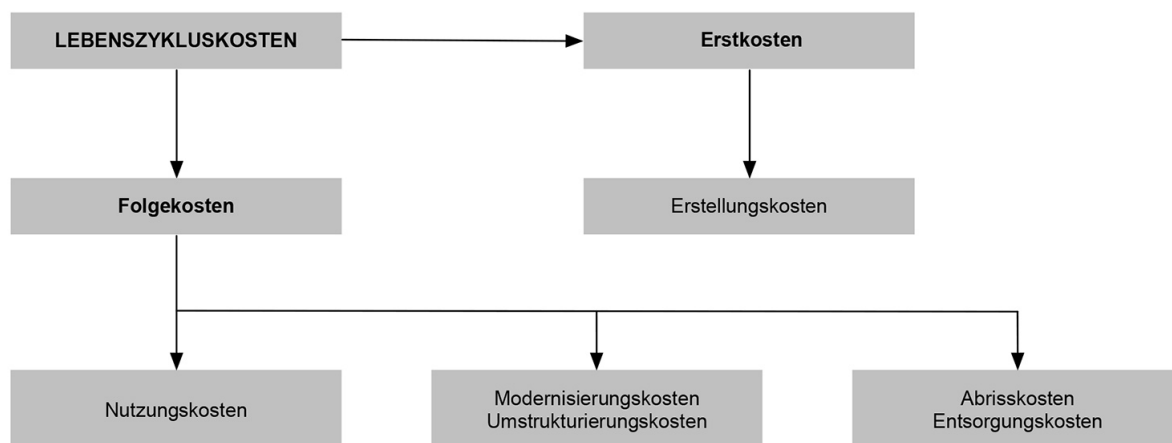 LEBENSZYKLUSKOSTEN
Erstkosten
Folgekosten
Erstellungskosten
Nutzungskosten
Modernisierungskosten
Umstrukturierungskosten
Abrisskosten
Entsorgungskosten